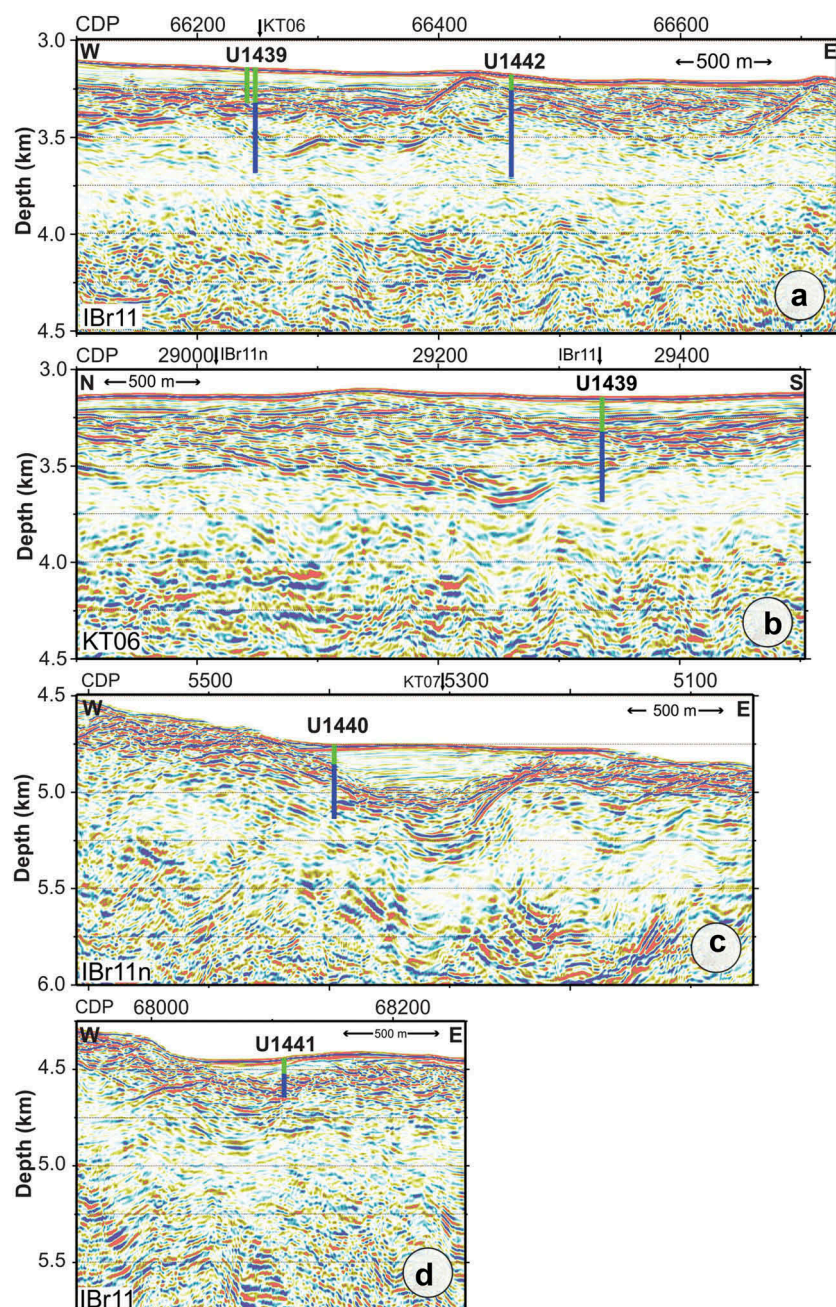 CDP 66200 KT06 66400 66600
3.0 W U1439 U1442 500 m E
3.5
Depth (km)
4.0
a
4.5 IBr11
CDP 29000 IBr11n 29200 IBr11 29400
3.0 N 500 m U1439 S
3.5
Depth (km)
4.0
b
4.5 KT06
CDP 5500 KT07 5300 5100
4.5 W U1440 500 m E
5.0
Depth (km)
5.5
c
6.0 IBr11n
CDP 68000 68200
W U1441 500 m E
4.5
Depth (km)
5.0
5.5
d
IBr11